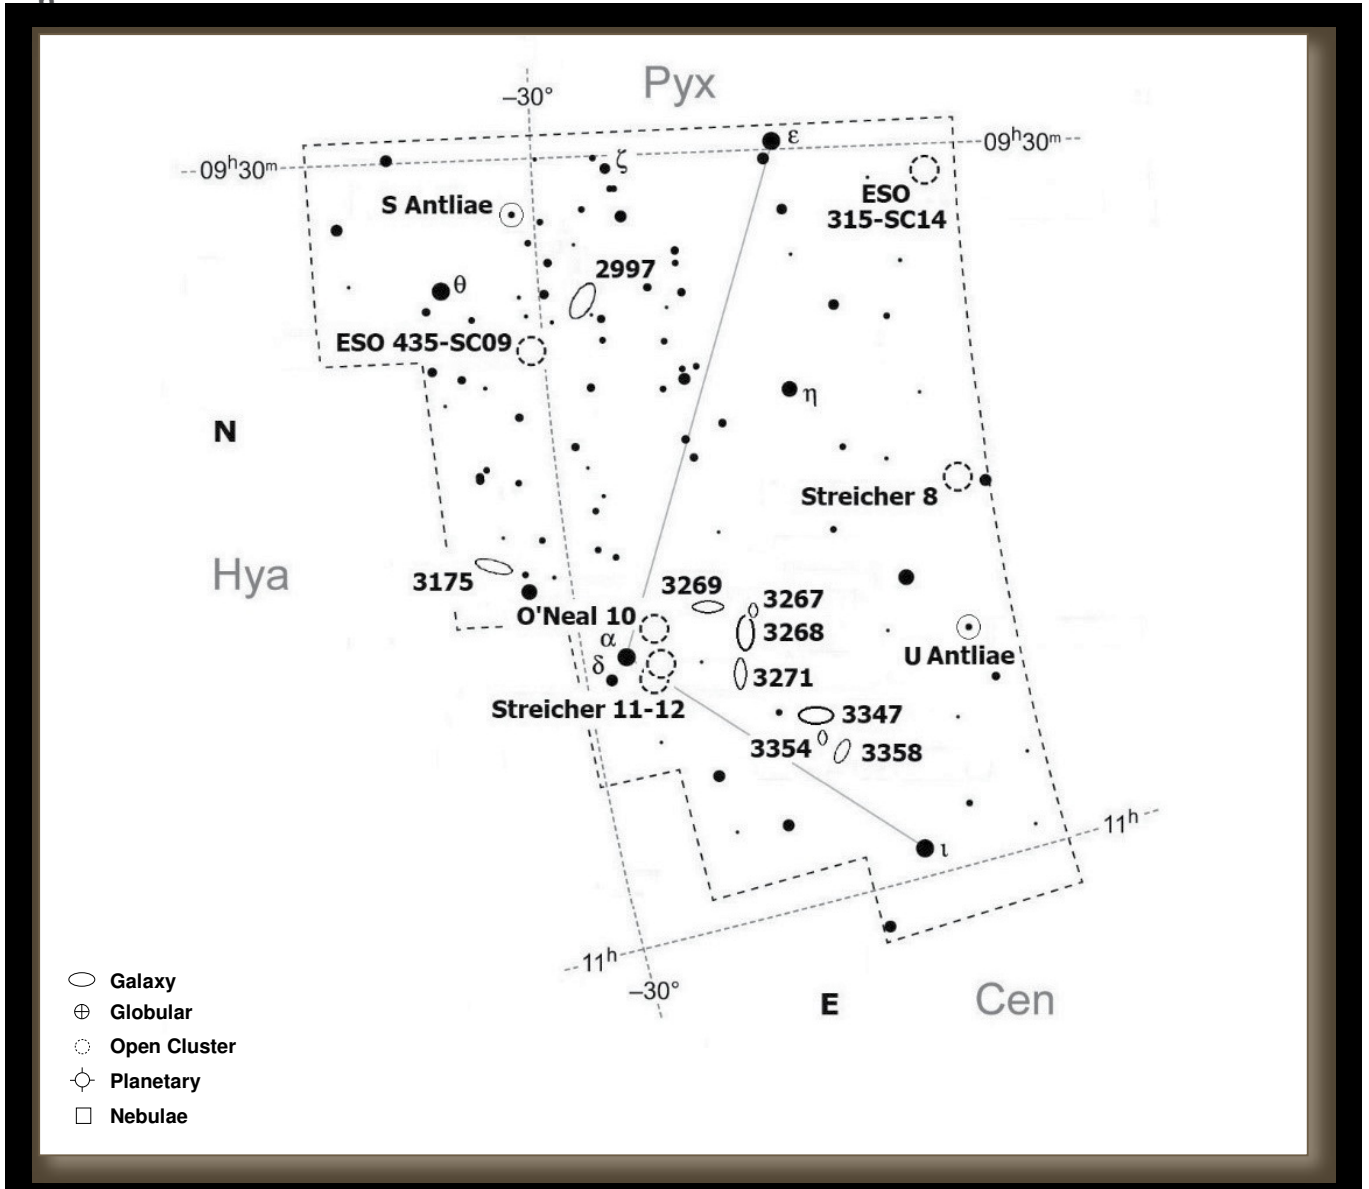 Pyx
–30°
09h30m
09h30m
ε
ζ
ESO
315-SC14
S Antliae
2997
θ
ESO 435-SC09
η
N
Streicher 8
Hya
3175
3269
3267
O'Neal 10
3268
α
U Antliae
δ
3271
Streicher 11-12
3347
3354
3358
11h
ι
11h
–30°
E
Cen
Galaxy
Globular
Open Cluster
Planetary
Nebulae